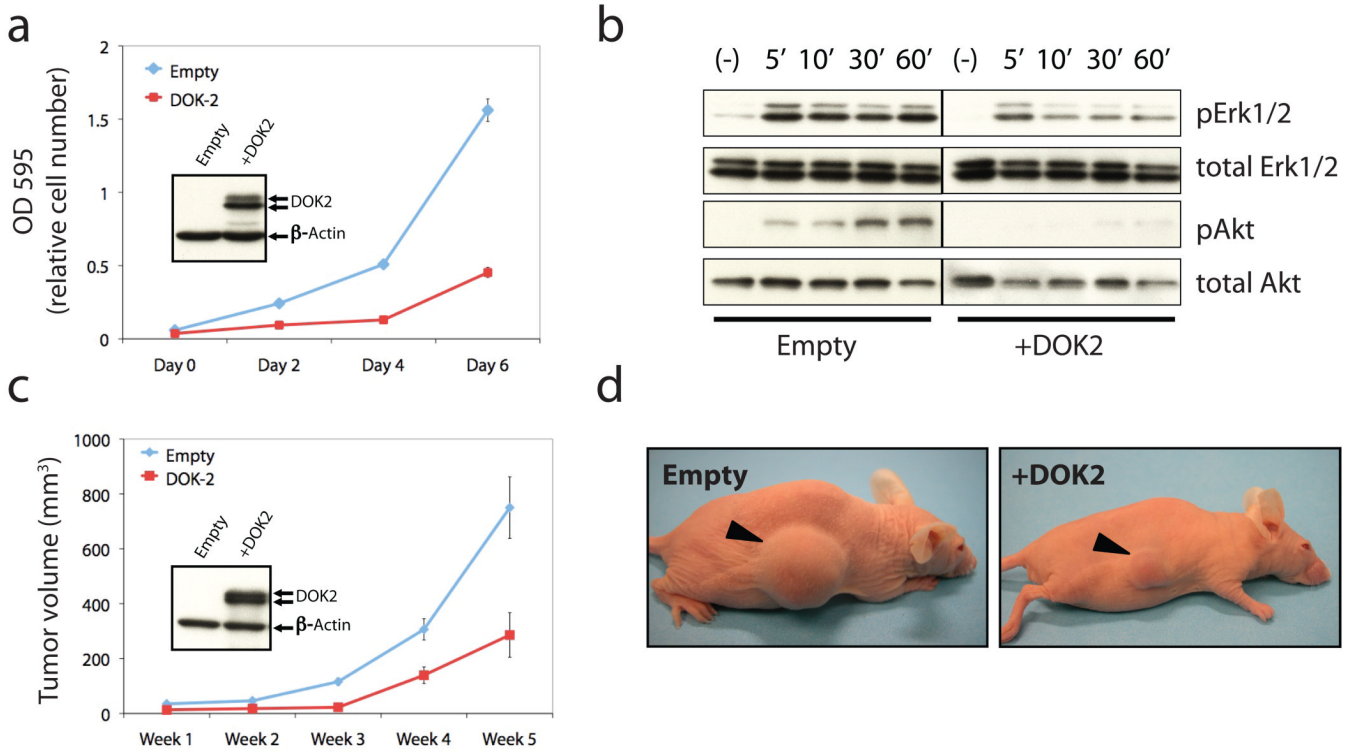 a
OD 595
(relative cell number)
2
1.5
1
0.5
0
Empty
DOK-2
Empty
+DOK2
DOK2
β-Actin
Day 0 Day 2 Day 4 Day 6
b
(-) 5′ 10′ 30′ 60′ (-) 5′ 10′ 30′ 60′
pErk1/2
total Erk1/2
pAkt
total Akt
Empty +DOK2
c
Tumor volume (mm³)
1000
800
600
400
200
0
Empty
DOK-2
Empty
+DOK2
DOK2
β-Actin
Week 1 Week 2 Week 3 Week 4 Week 5
d
Empty
+DOK2